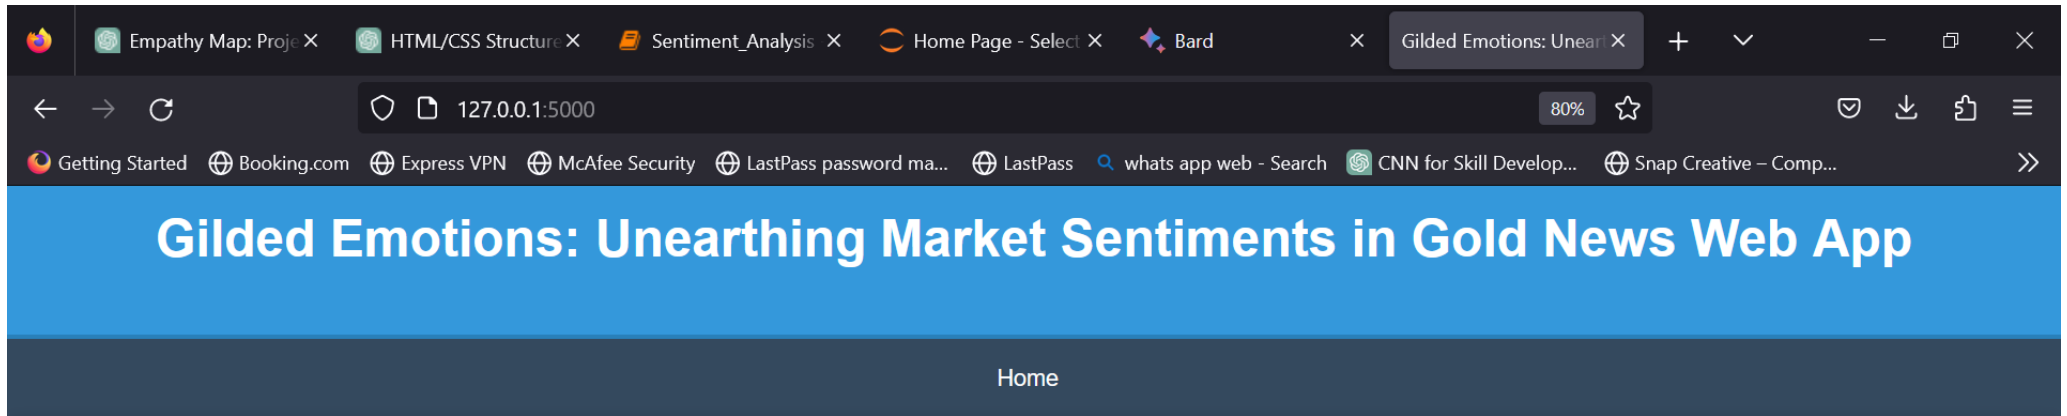 Empathy Map: Proje HTML/CSS Structure Sentiment_Analysis Home Page - Select Bard Gilded Emotions: Unear
127.0.0.1:5000 80%
Getting Started Booking.com Express VPN McAfee Security LastPass password ma... LastPass whats app web - Search CNN for Skill Develop... Snap Creative – Comp...
Gilded Emotions: Unearthing Market Sentiments in Gold News Web App
Home